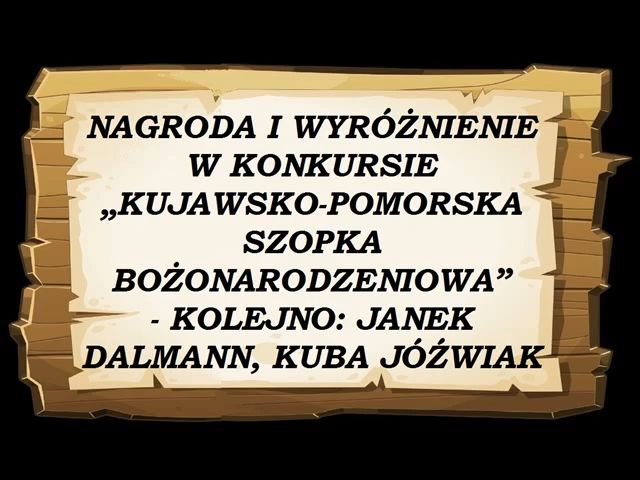 NAGRODA I WYRÓŻNIENIE
W KONKURSIE
„KUJAWSKO-POMORSKA
SZOPKA
BOŻONARODZENIOWA”
- KOLEJNO: JANEK
DALMANN, KUBA JÓŹWIAK